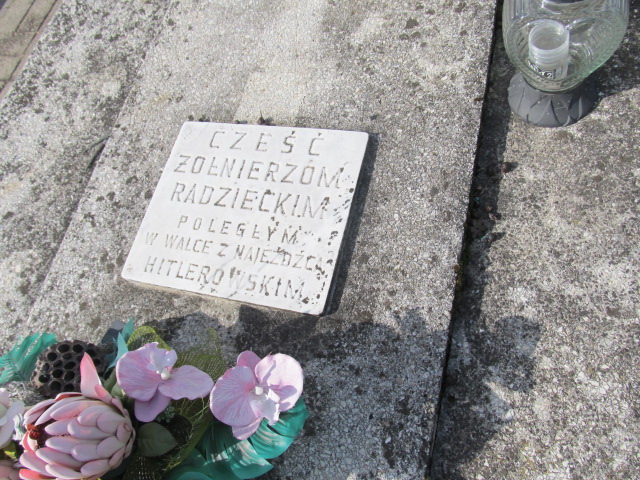 CZEŚĆ
ŻOŁNIERZOM
RADZIECKIM
POLEGŁYM
W WALCE Z NAJEŹDŹCĄ
HITLEROWSKIM